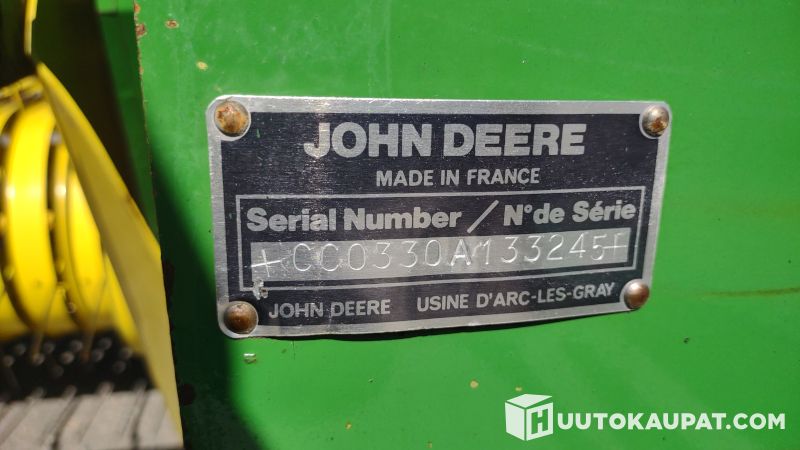 JOHN DEERE
MADE IN FRANCE
Serial Number / N° de Série
+CC0330A133245+
JOHN DEERE USINE D'ARC-LES-GRAY
HUUTOKAUPAT.COM